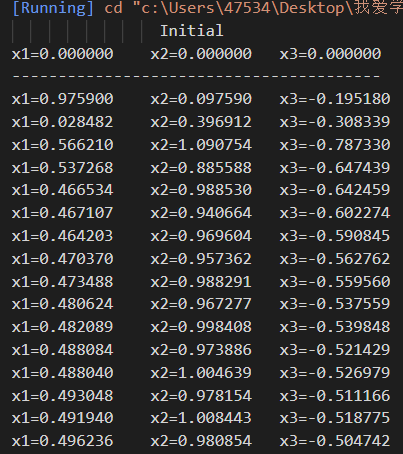 [Running] cd "c:\Users\47534\Desktop\我爱学
Initial
x1=0.000000 x2=0.000000 x3=0.000000
------------------------------------
x1=0.975900 x2=0.097590 x3=-0.195180
x1=0.028482 x2=0.396912 x3=-0.308339
x1=0.566210 x2=1.090754 x3=-0.787330
x1=0.537268 x2=0.885588 x3=-0.647439
x1=0.466534 x2=0.988530 x3=-0.642459
x1=0.467107 x2=0.940664 x3=-0.602274
x1=0.464203 x2=0.969604 x3=-0.590845
x1=0.470370 x2=0.957362 x3=-0.562762
x1=0.473488 x2=0.988291 x3=-0.559560
x1=0.480624 x2=0.967277 x3=-0.537559
x1=0.482089 x2=0.998408 x3=-0.539848
x1=0.488084 x2=0.973886 x3=-0.521429
x1=0.488040 x2=1.004639 x3=-0.526979
x1=0.493048 x2=0.978154 x3=-0.511166
x1=0.491940 x2=1.008443 x3=-0.518775
x1=0.496236 x2=0.980854 x3=-0.504742